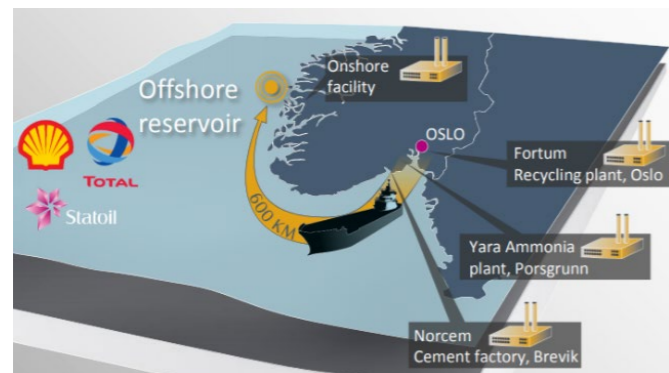 Onshore
facility
Offshore
reservoir
OSLO
TOTAL
Statoil
600 KM
Fortum
Recycling plant, Oslo
Yara Ammonia
plant, Porsgrunn
Norcem
Cement factory, Brevik